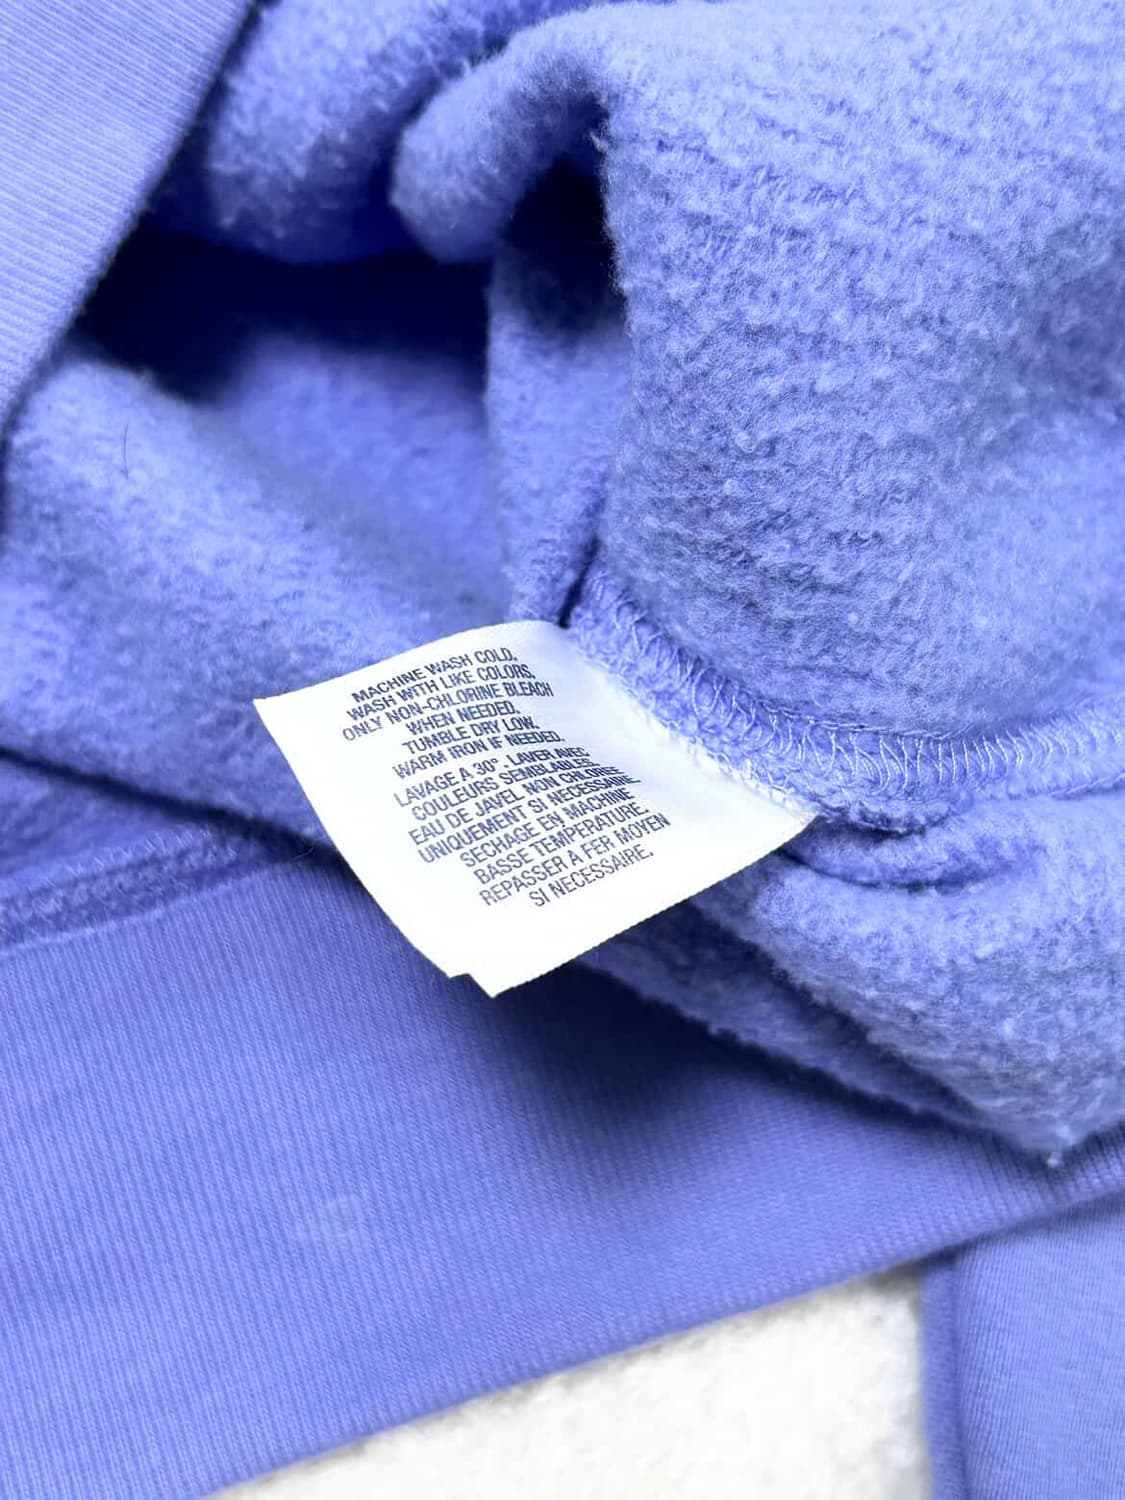 MACHINE WASH COLD.
WASH WITH LIKE COLORS.
ONLY NON-CHLORINE BLEACH
WHEN NEEDED.
TUMBLE DRY LOW.
WARM IRON IF NEEDED.
LAVAGE A 30°. LAVER AVEC
COULEURS SEMBLABLES.
EAU DE JAVEL NON CHLOREE
UNIQUEMENT SI NECESSAIRE.
SECHAGE EN MACHINE
BASSE TEMPERATURE.
REPASSER A FER MOYEN
SI NECESSAIRE.